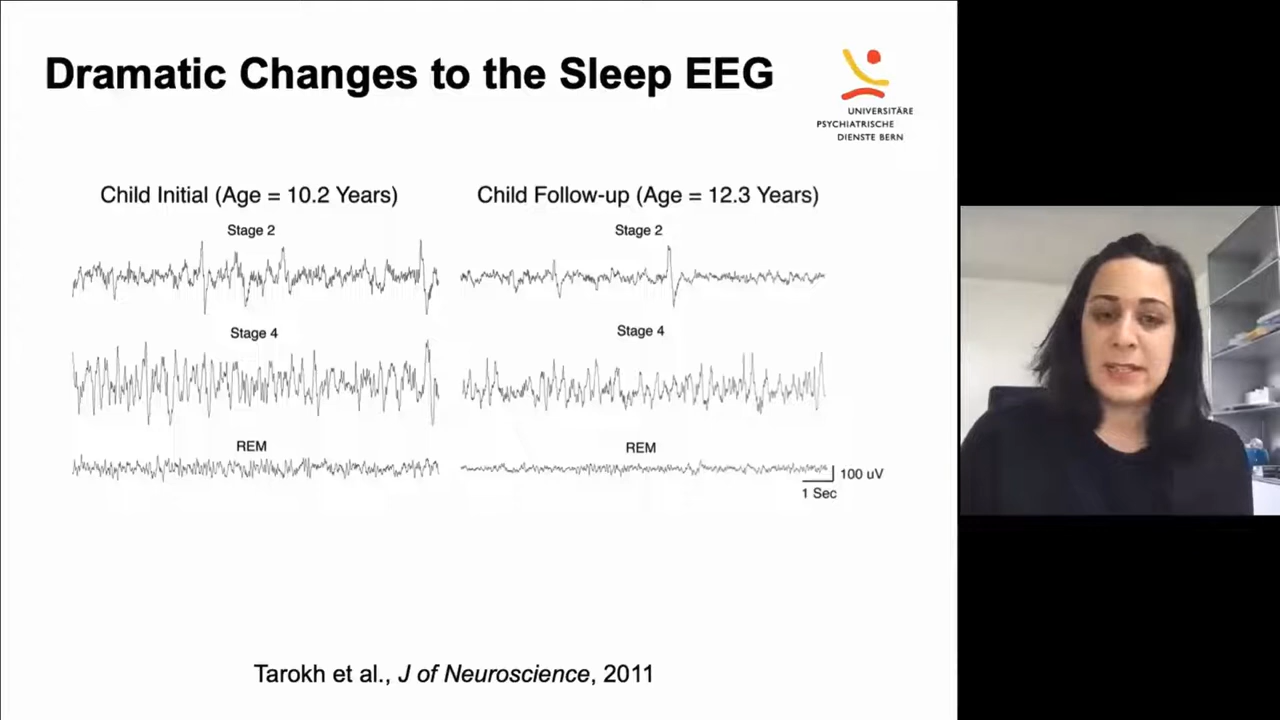 Dramatic Changes to the Sleep EEG
UNIVERSITÄRE
PSYCHIATRISCHE
DIENSTE BERN
Child Initial (Age = 10.2 Years)
Child Follow-up (Age = 12.3 Years)
Stage 2
Stage 2
Stage 4
Stage 4
REM
REM
100 uV
1 Sec
Tarokh et al., J of Neuroscience, 2011